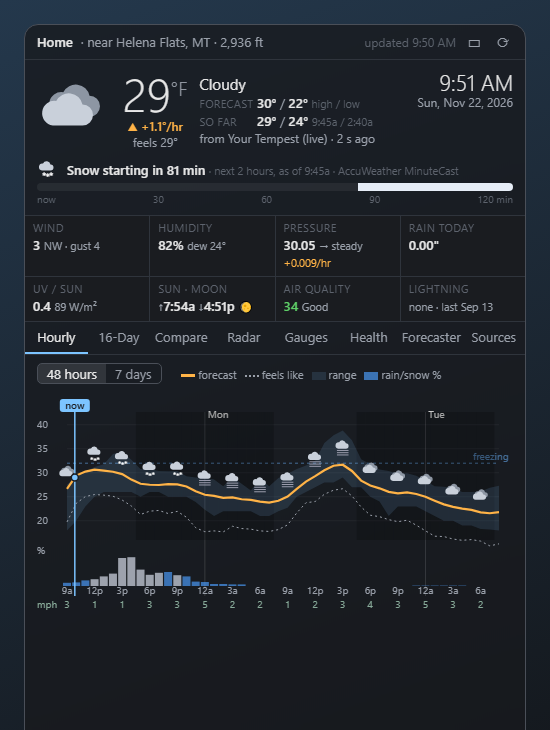 Home · near Helena Flats, MT · 2,936 ft updated 9:50 AM
29°F
▲ +1.1°/hr
feels 29°
Cloudy
FORECAST 30° / 22° high / low
SO FAR 29° / 24° 9:45a / 2:40a
from Your Tempest (live) · 2 s ago
9:51 AM
Sun, Nov 22, 2026
Snow starting in 81 min · next 2 hours, as of 9:45a · AccuWeather MinuteCast
now 30 60 90 120 min
WIND
3 NW · gust 4
HUMIDITY
82% dew 24°
PRESSURE
30.05 → steady
+0.009/hr
RAIN TODAY
0.00"
UV / SUN
0.4 89 W/m²
SUN · MOON
↑7:54a ↓4:51p
AIR QUALITY
34 Good
LIGHTNING
none · last Sep 13
Hourly 16-Day Compare Radar Gauges Health Forecaster Sources
48 hours 7 days forecast feels like range rain/snow %
now
Mon Tue
40
35
freezing
30
25
20
%
9a 12p 3p 6p 9p 12a 3a 6a 9a 12p 3p 6p 9p 12a 3a 6a
mph 3 1 1 3 3 5 2 2 1 2 3 4 3 5 3 2